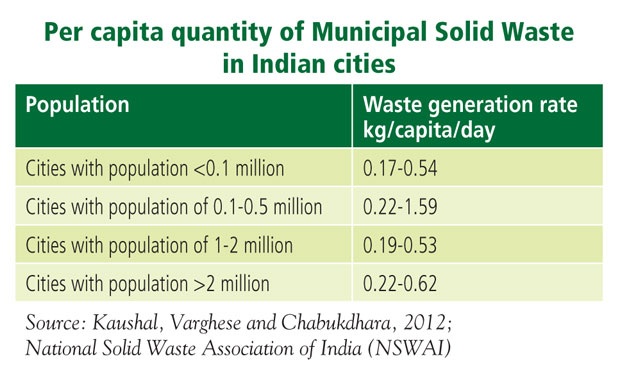 Per capita quantity of Municipal Solid Waste
in Indian cities
Population
Waste generation rate
kg/capita/day
Cities with population <0.1 million 0.17-0.54
Cities with population of 0.1-0.5 million 0.22-1.59
Cities with population of 1-2 million 0.19-0.53
Cities with population >2 million 0.22-0.62
Source: Kaushal, Varghese and Chabukdhara, 2012;
National Solid Waste Association of India (NSWAI)